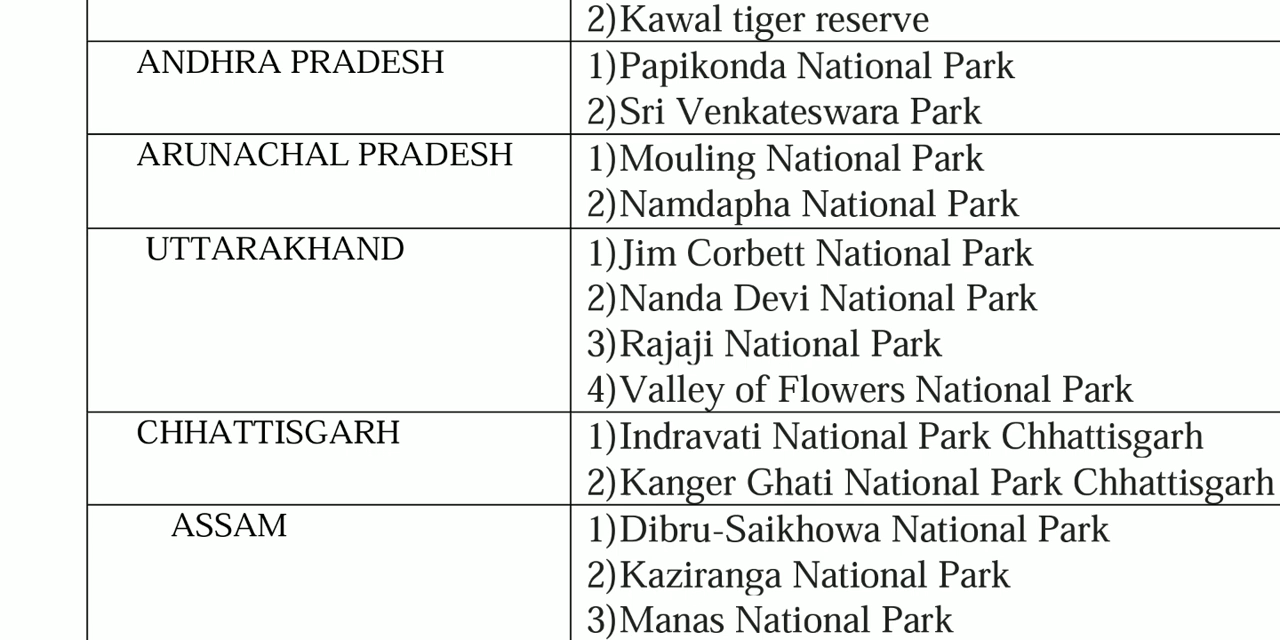 2)Kawal tiger reserve
ANDHRA PRADESH
1)Papikonda National Park
2)Sri Venkateswara Park
ARUNACHAL PRADESH
1)Mouling National Park
2)Namdapha National Park
UTTARAKHAND
1)Jim Corbett National Park
2)Nanda Devi National Park
3)Rajaji National Park
4)Valley of Flowers National Park
CHHATTISGARH
1)Indravati National Park Chhattisgarh
2)Kanger Ghati National Park Chhattisgarh
ASSAM
1)Dibru-Saikhowa National Park
2)Kaziranga National Park
3)Manas National Park